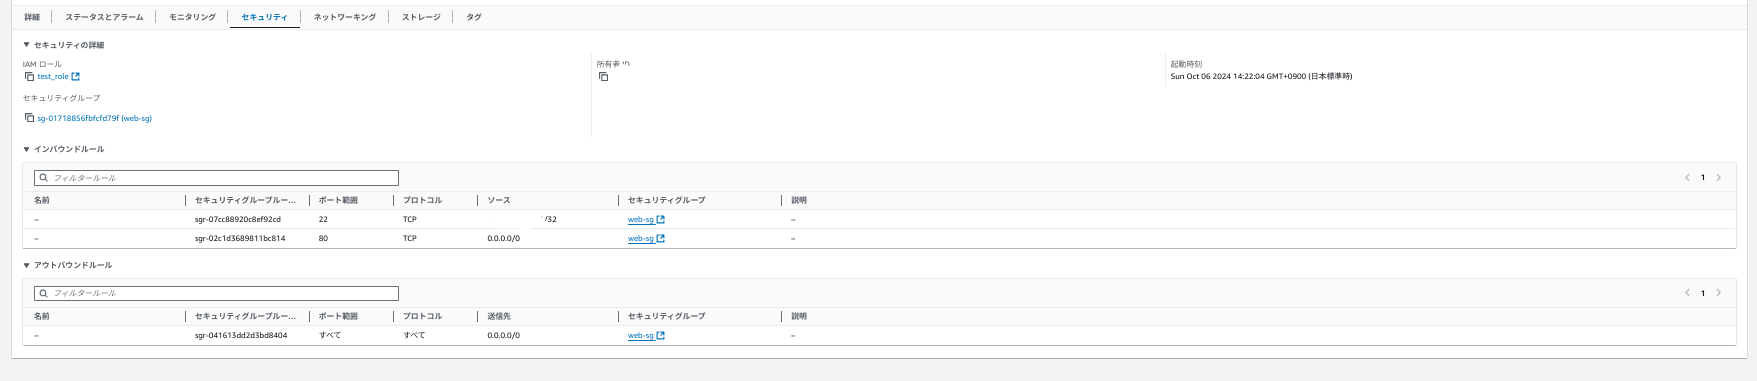 詳細 ステータスとアラーム モニタリング セキュリティ ネットワーキング ストレージ タグ
▼ セキュリティの詳細
IAM ロール 所有者 起動時刻
test_role Sun Oct 06 2024 14:22:04 GMT+0900 (日本標準時)
セキュリティグループ
sg-01718856fbfcfd79f (web-sg)
▼ インバウンドルール
フィルタールール 1
名前 セキュリティグループルー... ポート範囲 プロトコル ソース セキュリティグループ 説明
– sgr-07cc88920c8ef92cd 22 TCP /32 web-sg –
– sgr-02c1d3689811bc814 80 TCP 0.0.0.0/0 web-sg –
▼ アウトバウンドルール
フィルタールール 1
名前 セキュリティグループルー... ポート範囲 プロトコル 送信先 セキュリティグループ 説明
– sgr-041613dd2d3bd8404 すべて すべて 0.0.0.0/0 web-sg –